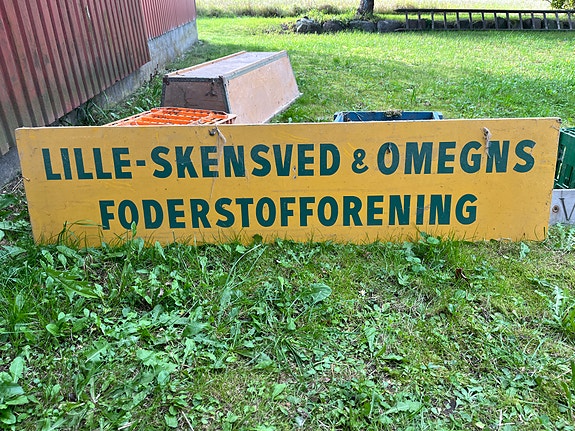 LILLE-SKENSVED & OMEGNS
FODERSTOFFORENING